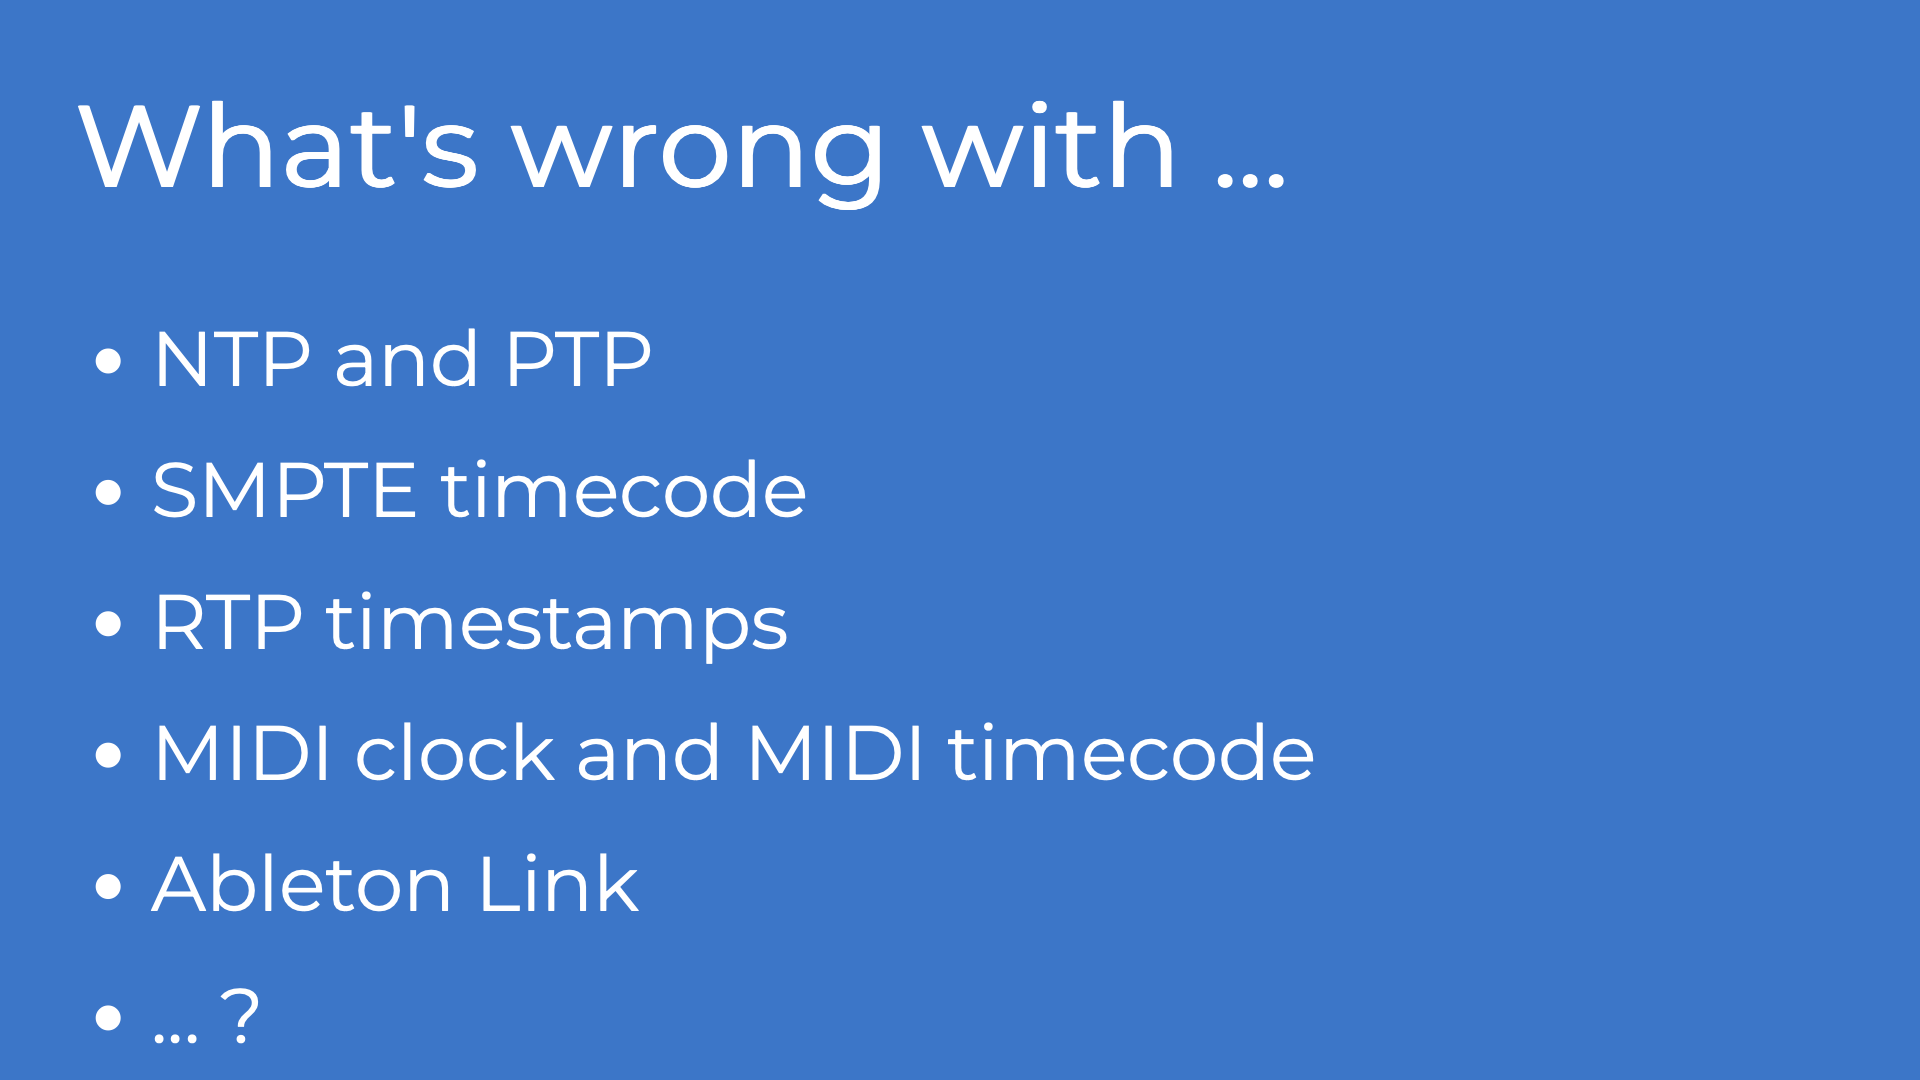 What's wrong with ...
• NTP and PTP
• SMPTE timecode
• RTP timestamps
• MIDI clock and MIDI timecode
• Ableton Link
• ... ?